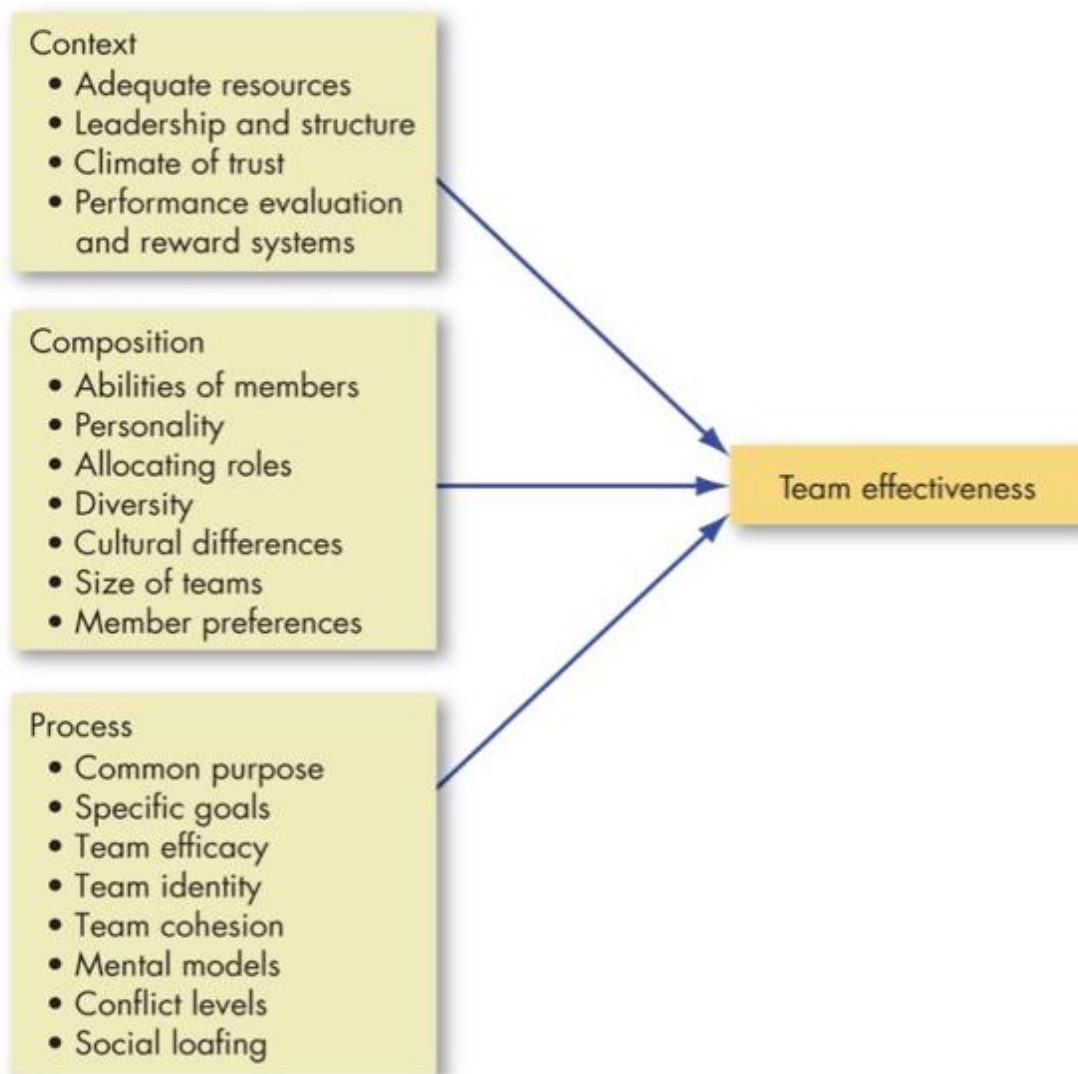 Context
• Adequate resources
• Leadership and structure
• Climate of trust
• Performance evaluation
and reward systems
Composition
• Abilities of members
• Personality
• Allocating roles
• Diversity
• Cultural differences
• Size of teams
• Member preferences
Process
• Common purpose
• Specific goals
• Team efficacy
• Team identity
• Team cohesion
• Mental models
• Conflict levels
• Social loafing
Team effectiveness